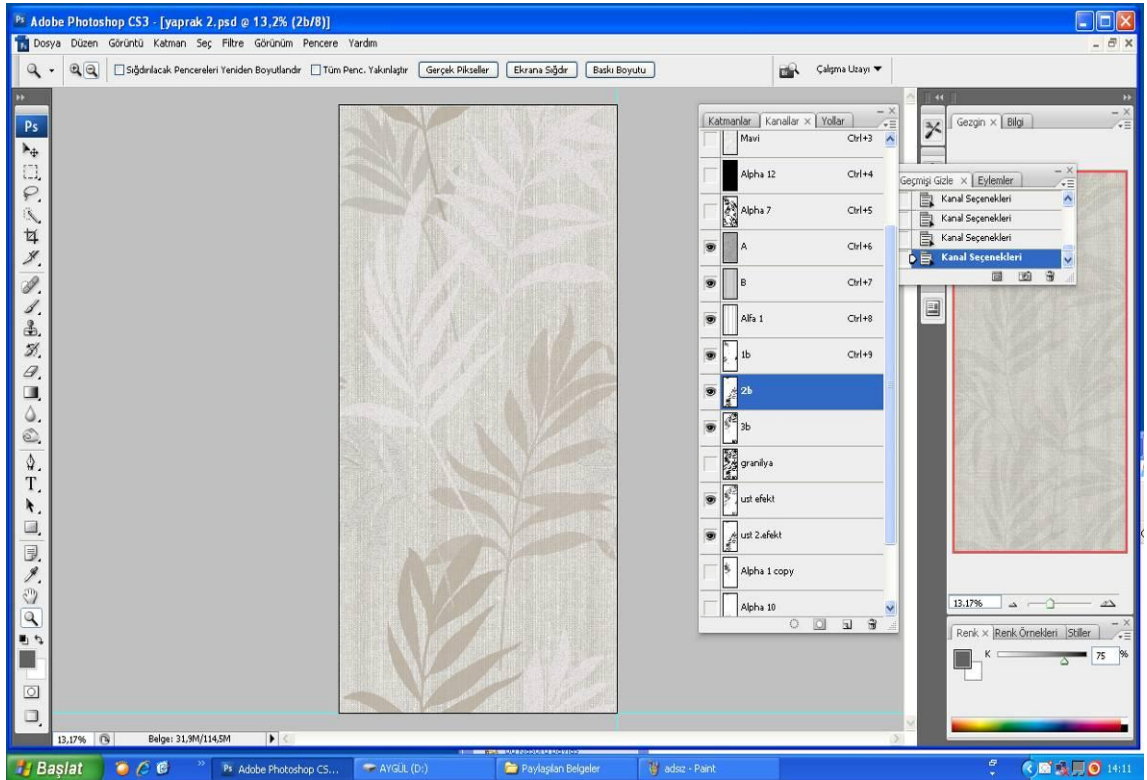 Adobe Photoshop CS3 - [yaprak 2.psd @ 13,2% (2b/8)]
Dosya Düzen Görüntü Katman Seç Filtre Görünüm Pencere Yardım
Sığdırılacak Pencereleri Yeniden Boyutlandır Tüm Penc. Yakınlaştır Gerçek Pikseller Ekrana Sığdır Baskı Boyutu Çalışma Uzayı
Ps
Katmanlar Kanallar Yollar
Mavi Ctrl+3
Alpha 12 Ctrl+4
Alpha 7 Ctrl+5
A Ctrl+6
B Ctrl+7
Alfa 1 Ctrl+8
1b Ctrl+9
2b
3b
granilya
ust efekt
ust 2.efekt
Alpha 1 copy
Alpha 10
Gezgin Bilgi
Geçmişi Gizle Eylemler
Kanal Seçenekleri
Kanal Seçenekleri
Kanal Seçenekleri
Kanal Seçenekleri
13.17%
Renk Renk Örnekleri Stiller
K 75 %
13,17% Belge: 31,9M/114,5M
Başlat Adobe Photoshop CS... AYGÜL (D:) Paylaşılan Belgeler adsız - Paint 14:11